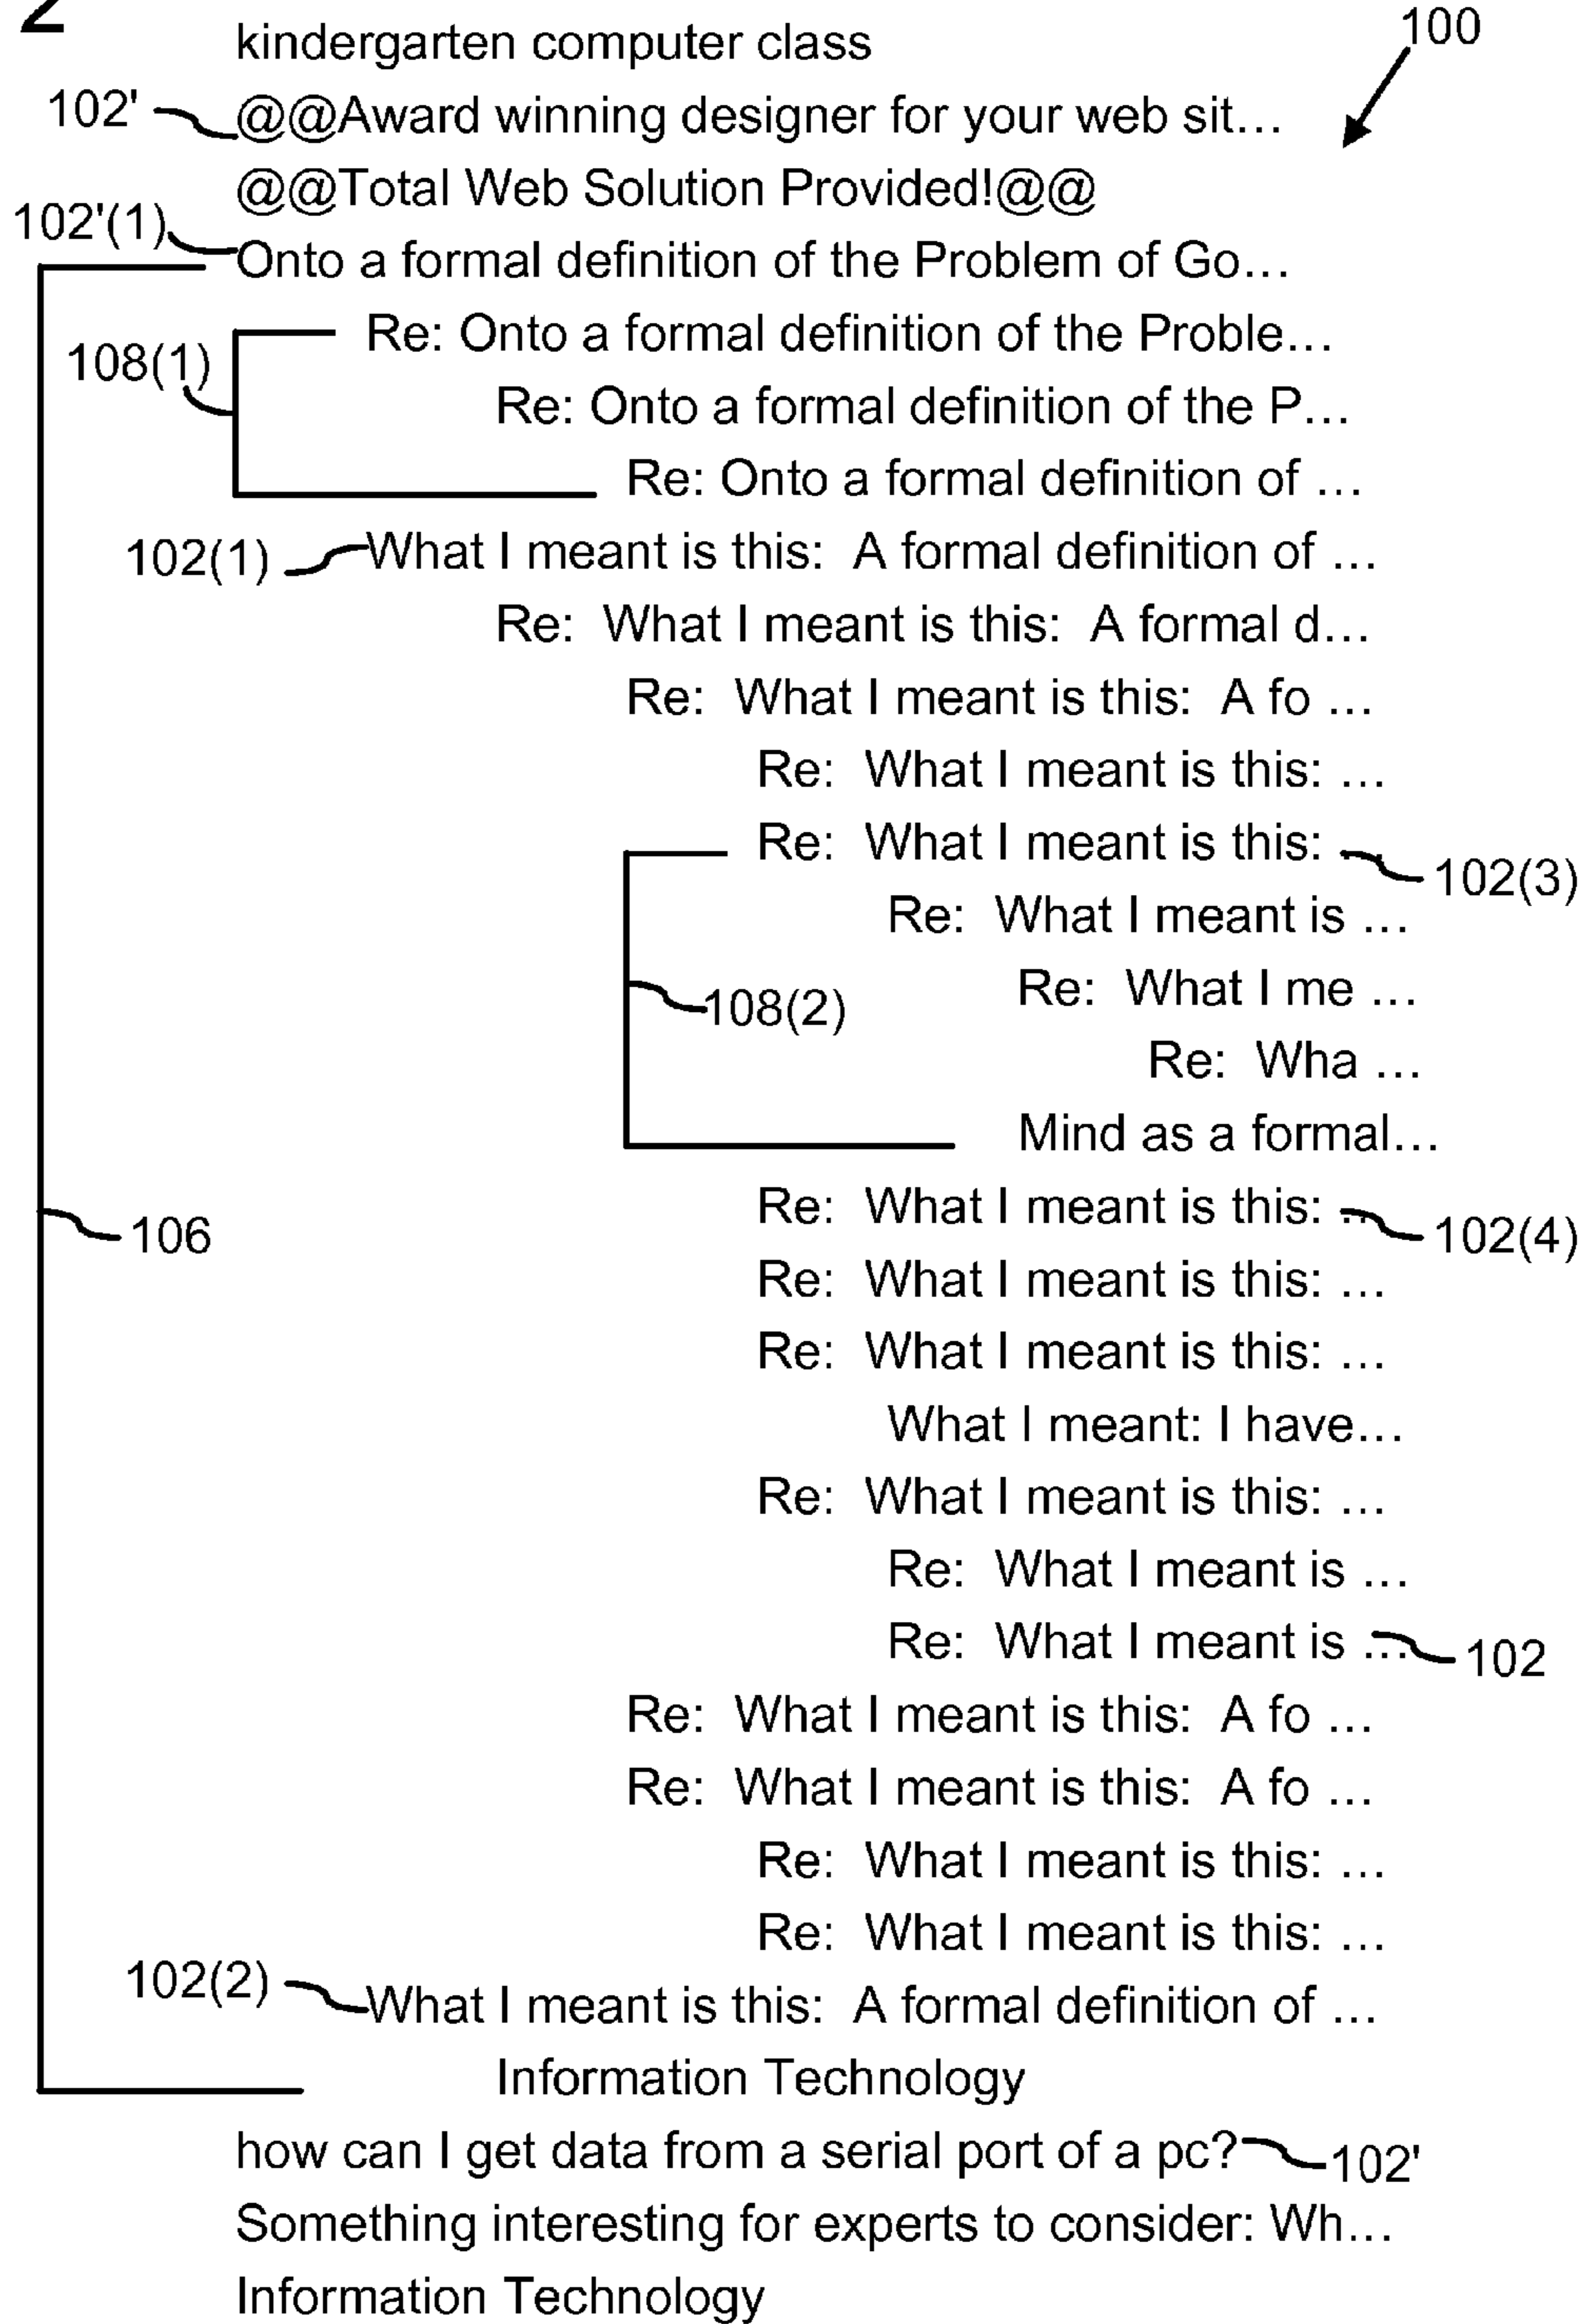 2
kindergarten computer class
100
102'
@@Award winning designer for your web sit...
@@Total Web Solution Provided!@@
102'(1)
Onto a formal definition of the Problem of Go...
Re: Onto a formal definition of the Proble...
108(1)
Re: Onto a formal definition of the P...
Re: Onto a formal definition of ...
102(1)
What I meant is this:  A formal definition of ...
Re:  What I meant is this:  A formal d...
Re:  What I meant is this:  A fo ...
Re:  What I meant is this: ...
Re:  What I meant is this: ...
102(3)
Re:  What I meant is ...
Re:  What I me ...
108(2)
Re:  Wha ...
Mind as a formal...
Re:  What I meant is this: ...
106
102(4)
Re:  What I meant is this: ...
Re:  What I meant is this: ...
What I meant: I have...
Re:  What I meant is this: ...
Re:  What I meant is ...
Re:  What I meant is ...
102
Re:  What I meant is this:  A fo ...
Re:  What I meant is this:  A fo ...
Re:  What I meant is this: ...
Re:  What I meant is this: ...
102(2)
What I meant is this:  A formal definition of ...
Information Technology
how can I get data from a serial port of a pc?
102'
Something interesting for experts to consider: Wh...
Information Technology